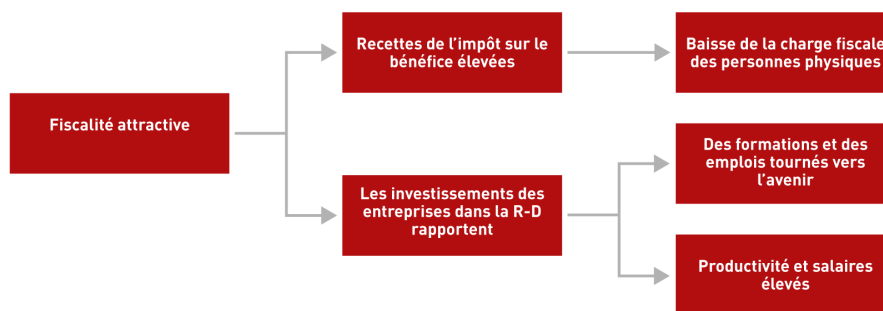 Fiscalité attractive
Recettes de l'impôt sur le
bénéfice élevées
Baisse de la charge fiscale
des personnes physiques
Les investissements des
entreprises dans la R-D
rapportent
Des formations et des
emplois tournés vers
l'avenir
Productivité et salaires
élevés